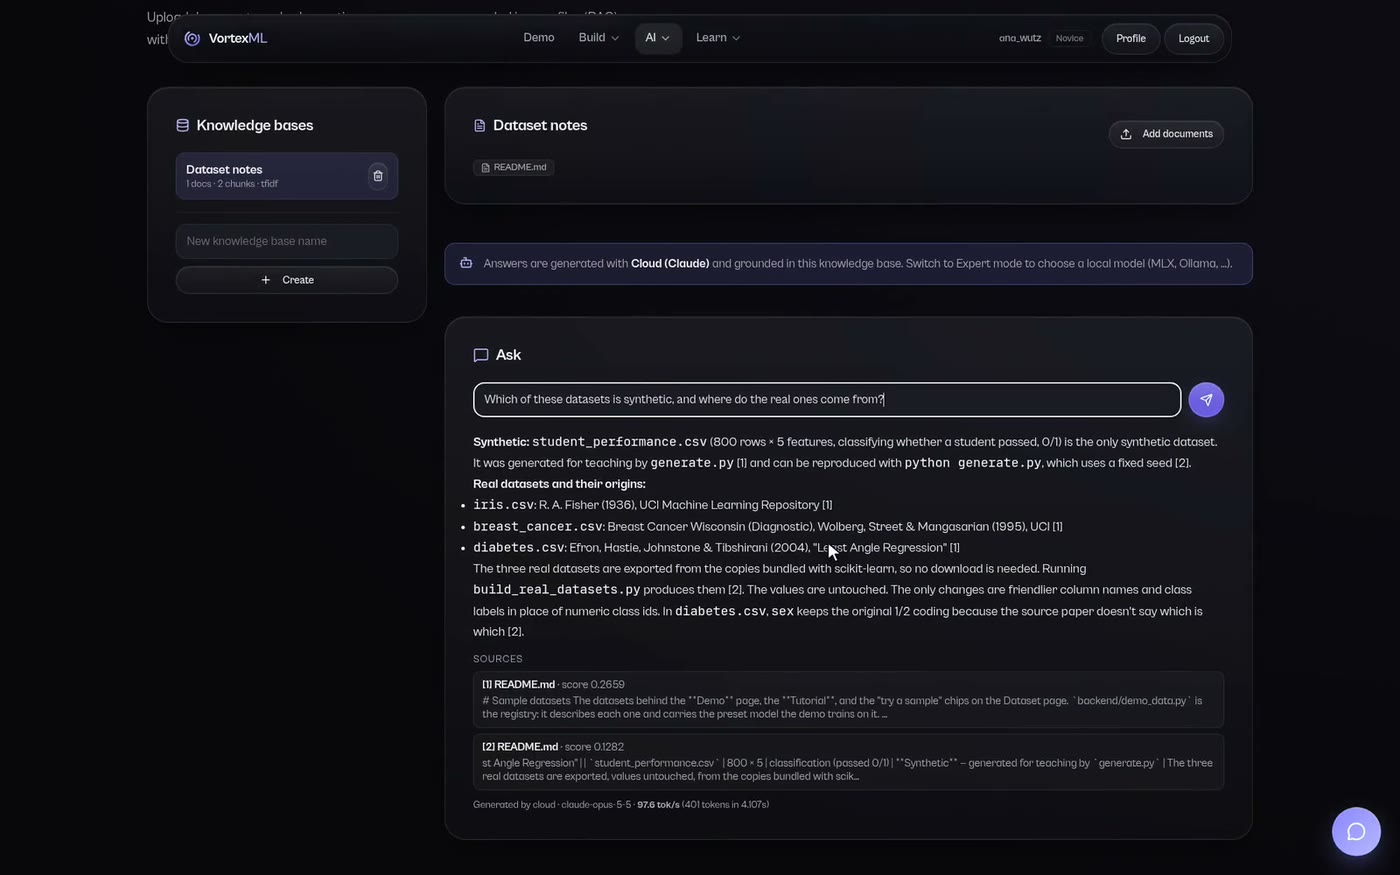 VortexML
Demo
Build
AI
Learn
ana_wutz
Novice
Profile
Logout
Knowledge bases
Dataset notes
1 docs · 2 chunks · tfidf
New knowledge base name
Create
Dataset notes
Add documents
README.md
Answers are generated with Cloud (Claude) and grounded in this knowledge base. Switch to Expert mode to choose a local model (MLX, Ollama, …).
Ask
Which of these datasets is synthetic, and where do the real ones come from?
Synthetic: student_performance.csv (800 rows × 5 features, classifying whether a student passed, 0/1) is the only synthetic dataset.
It was generated for teaching by generate.py [1] and can be reproduced with python generate.py, which uses a fixed seed [2].
Real datasets and their origins:
• iris.csv: R. A. Fisher (1936), UCI Machine Learning Repository [1]
• breast_cancer.csv: Breast Cancer Wisconsin (Diagnostic), Wolberg, Street & Mangasarian (1995), UCI [1]
• diabetes.csv: Efron, Hastie, Johnstone & Tibshirani (2004), "Least Angle Regression" [1]
The three real datasets are exported from the copies bundled with scikit-learn, so no download is needed. Running
build_real_datasets.py produces them [2]. The values are untouched. The only changes are friendlier column names and class
labels in place of numeric class ids. In diabetes.csv, sex keeps the original 1/2 coding because the source paper doesn't say which is
which [2].
SOURCES
[1] README.md · score 0.2659
# Sample datasets The datasets behind the **Demo** page, the **Tutorial**, and the "try a sample" chips on the Dataset page. `backend/demo_data.py` is
the registry: it describes each one and carries the preset model the demo trains on it. …
[2] README.md · score 0.1282
st Angle Regression" | | `student_performance.csv` | 800 × 5 | classification (passed 0/1) | **Synthetic** – generated for teaching by `generate.py` | The three
real datasets are exported, values untouched, from the copies bundled with scik…
Generated by cloud · claude-opus-5-5 · 97.6 tok/s (401 tokens in 4.107s)